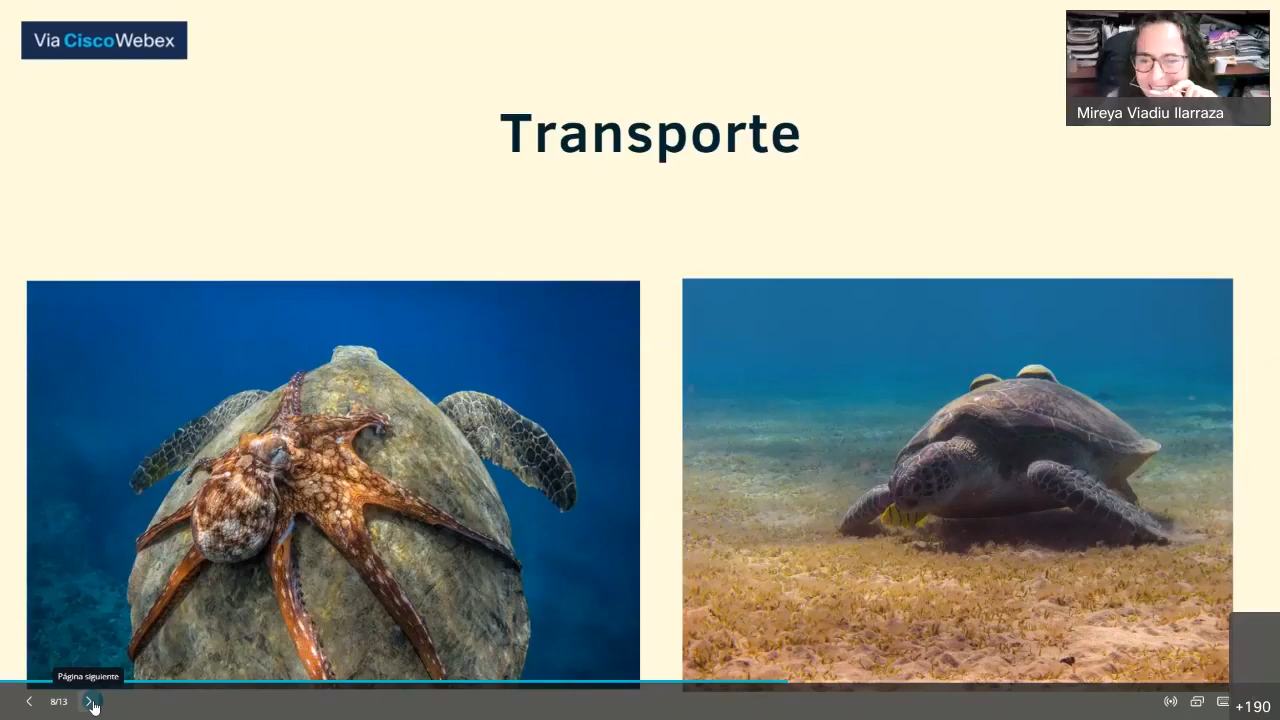 Via CiscoWebex
Mireya Viadiu Ilarraza
Transporte
Página siguiente
8/13
+190